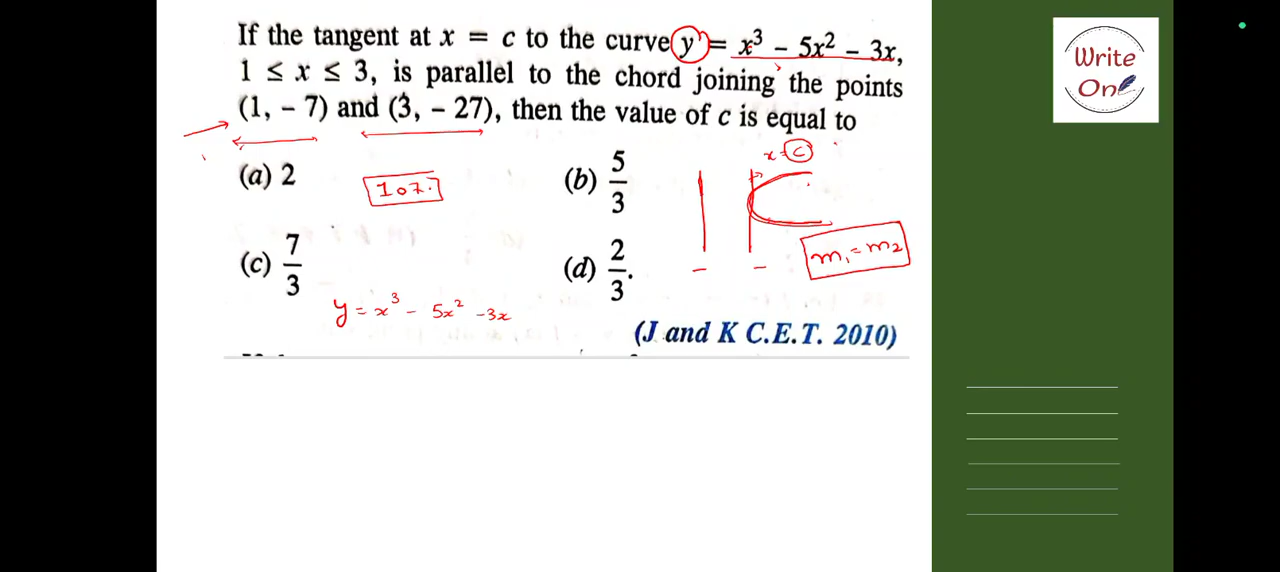 If the tangent at x = c to the curve y = x³ − 5x² − 3x,
1 ≤ x ≤ 3, is parallel to the chord joining the points
(1, − 7) and (3, − 27), then the value of c is equal to
x = c
(a) 2
(b) 5/3
(c) 7/3
(d) 2/3.
m₁ = m₂
y = x³ − 5x² −3x
(J and K C.E.T. 2010)
Write
On